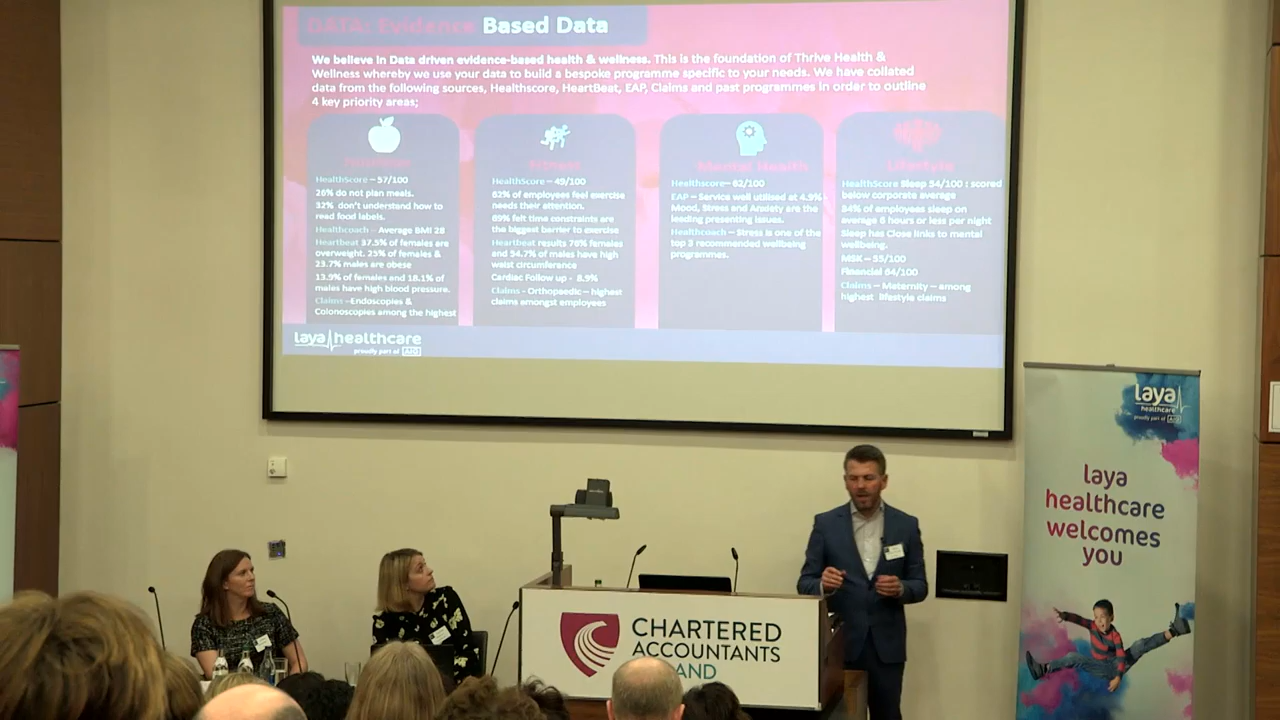 DATA: Evidence Based Data
We believe in Data driven evidence-based health & wellness. This is the foundation of Thrive Health &
Wellness whereby we use your data to build a bespoke programme specific to your needs. We have collated
data from the following sources, Healthscore, HeartBeat, EAP, Claims and past programmes in order to outline
4 key priority areas;
HealthScore – 57/100
26% do not plan meals.
32% don't understand how to
read food labels.
Healthcoach – Average BMI 28
Heartbeat 37.5% of females are
overweight. 25% of females &
23.7% males are obese
13.9% of females and 18.1% of
males have high blood pressure.
Claims –Endoscopies &
Colonoscopies among the highest
Fitness
HealthScore – 49/100
62% of employees feel exercise
needs their attention.
69% felt time constraints are
the biggest barrier to exercise
Heartbeat results 78% females
and 54.7% of males have high
waist circumference
Cardiac Follow up - 8.9%
Claims - Orthopaedic – highest
claims amongst employees
Mental Health
Healthscore– 62/100
EAP – Service well utilised at 4.9%
Mood, Stress and Anxiety are the
leading presenting issues.
Healthcoach – Stress is one of the
top 3 recommended wellbeing
programmes.
Lifestyle
HealthScore Sleep 54/100 : scored
below corporate average
84% of employees sleep on
average 6 hours or less per night
Sleep has Close links to mental
wellbeing.
MSK – 55/100
Financial 64/100
Claims – Maternity – among
highest lifestyle claims
laya healthcare
proudly part of AIG
laya
healthcare
proudly part of AIG
laya
healthcare
welcomes
you
CHARTERED
ACCOUNTANTS
AND